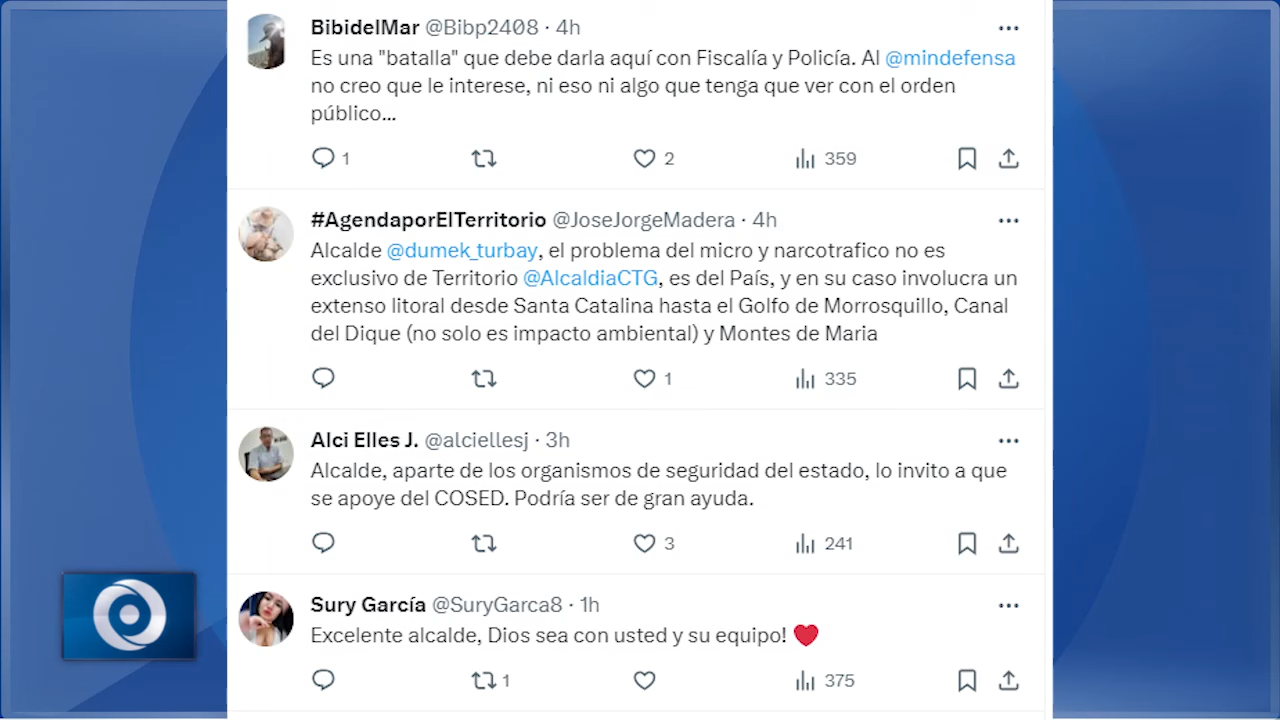 BibidelMar @Bibp2408 · 4h
Es una "batalla" que debe darla aquí con Fiscalía y Policía. Al @mindefensa
no creo que le interese, ni eso ni algo que tenga que ver con el orden
público...
1 2 359
#AgendaporElTerritorio @JoseJorgeMadera · 4h
Alcalde @dumek_turbay, el problema del micro y narcotrafico no es
exclusivo de Territorio @AlcaldiaCTG, es del País, y en su caso involucra un
extenso litoral desde Santa Catalina hasta el Golfo de Morrosquillo, Canal
del Dique (no solo es impacto ambiental) y Montes de Maria
1 335
Alci Elles J. @alciellesj · 3h
Alcalde, aparte de los organismos de seguridad del estado, lo invito a que
se apoye del COSED. Podría ser de gran ayuda.
3 241
Sury García @SuryGarca8 · 1h
Excelente alcalde, Dios sea con usted y su equipo! ❤️
1 375